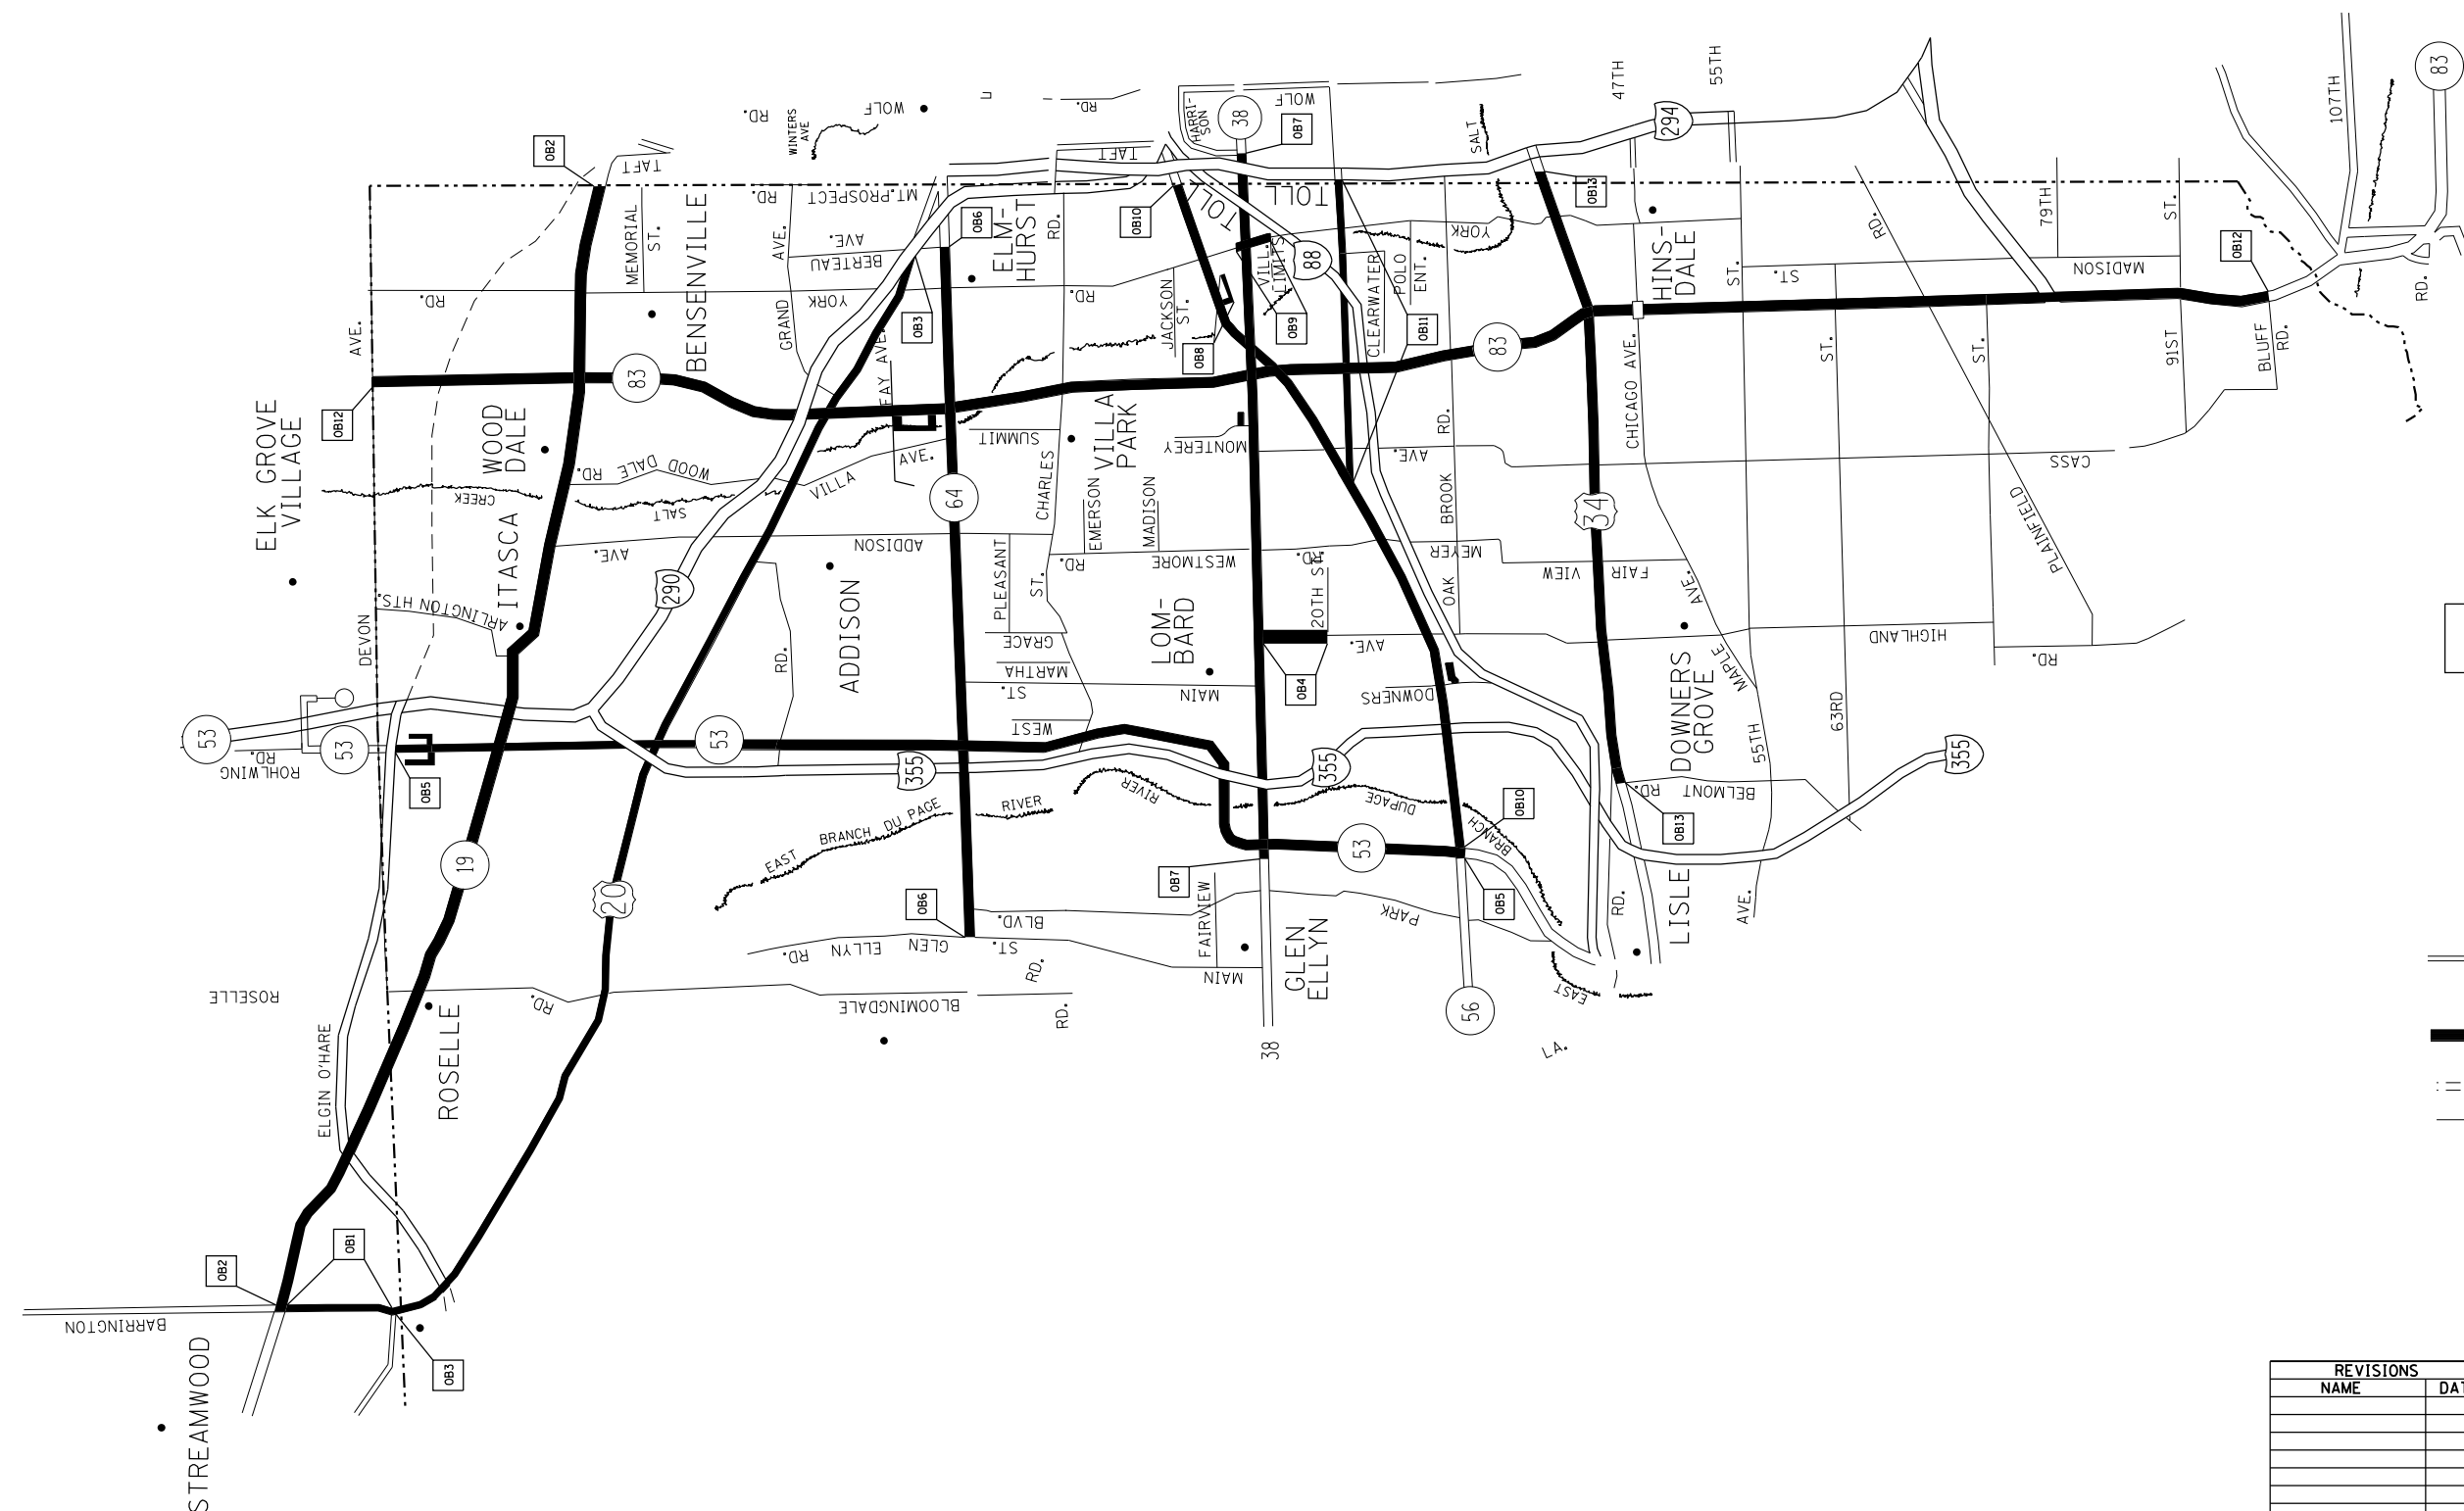 47TH
55TH
107TH
83
RD.
WINTERS
AVE
WOLF
RD.
HARRI-
SON
38
WOLF
OB7
SALT
294
OB2
TAFT
TAFT
RD.
MT.PROSPECT
MEMORIAL
ST.
BENSENVILLE
AVE.
AVE.
BERTEAU
OB6
ELM-
HURST
RD.
OB10
TOLL
TOLL
OB13
YORK
HINS-
DALE
RD.
79TH
ST.
OB12
RD.
YORK
GRAND
OB3
RD.
JACKSON
ST.
OB8
VILL.
LIMITS
88
OB9
CLEARWATER
POLO
ENT.
OB11
ST.
ST.
MADISON
RD.
AVE.
83
83
FAY AVE.
CHICAGO AVE.
ST.
ST.
91ST
BLUFF
RD.
OB12
ELK GROVE
VILLAGE
WOOD
DALE
RD.
WOOD DALE
CREEK
SALT
VILLA
AVE.
SUMMIT
64
CHARLES
VILLA
PARK
MONTEREY
AVE.
RD.
BROOK
34
CASS
PLAINFIELD
ITASCA
AVE.
ADDISON
EMERSON
MADISON
RD.
WESTMORE
RD.
20TH ST.
MEYER
OAK
VIEW
FAIR
AVE.
290
ARLINGTON HTS.
DEVON
RD.
ADDISON
PLEASANT
ST.
GRACE
MARTHA
ST.
LOM-
BARD
MAIN
OB4
AVE.
DOWNERS
DOWNERS
GROVE
MAPLE
HIGHLAND
RD.
63RD
55TH
53
53
RD.
ROHLWING
OB5
53
355
WEST
RIVER
RIVER
355
DUPAGE
BRANCH
OB10
RD.
BELMONT
OB13
355
19
20
EAST
BRANCH
DU PAGE
OB6
OB7
53
OB5
FAIRVIEW
PARK
RD.
LISLE
AVE.
BLVD.
RD.
ELLYN
GLEN
ST.
RD.
MAIN
GLEN
ELLYN
56
EAST
LA.
38
ROSELLE
RD.
BLOOMINGDALE
RD.
ELGIN O'HARE
ROSELLE
OB2
OB1
OB3
BARRINGTON
STREAMWOOD
REVISIONS
NAME